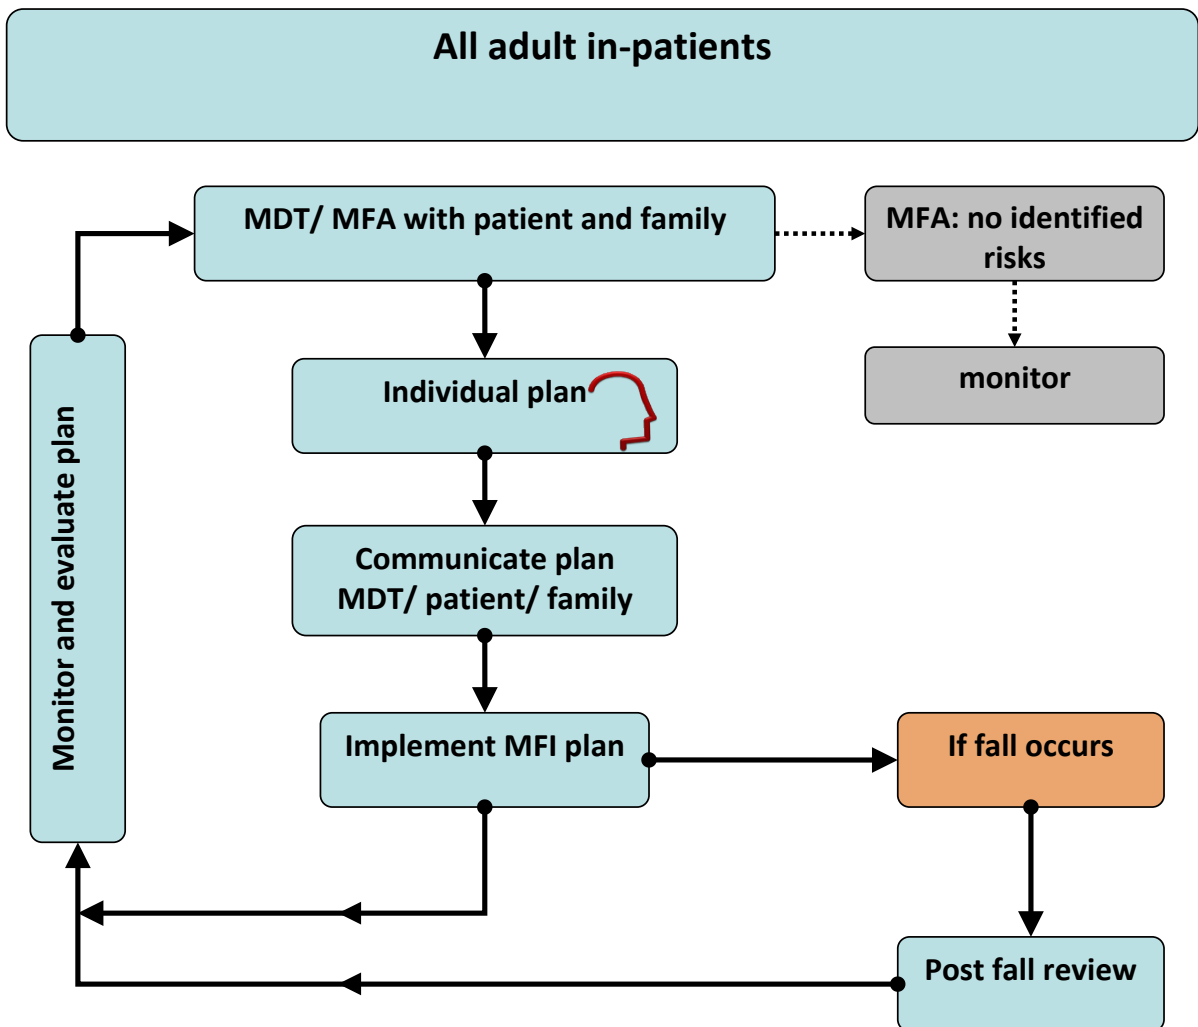 All adult in-patients
MDT/ MFA with patient and family
MFA: no identified
risks
monitor
Individual plan
Communicate plan
MDT/ patient/ family
Monitor and evaluate plan
Implement MFI plan
If fall occurs
Post fall review